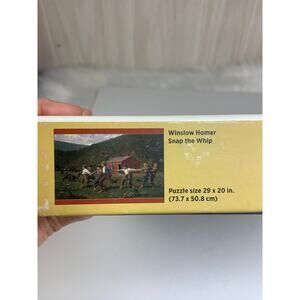 Winslow Homer
Snap the Whip
Puzzle size 29 x 20 in.
(73.7 x 50.8 cm)